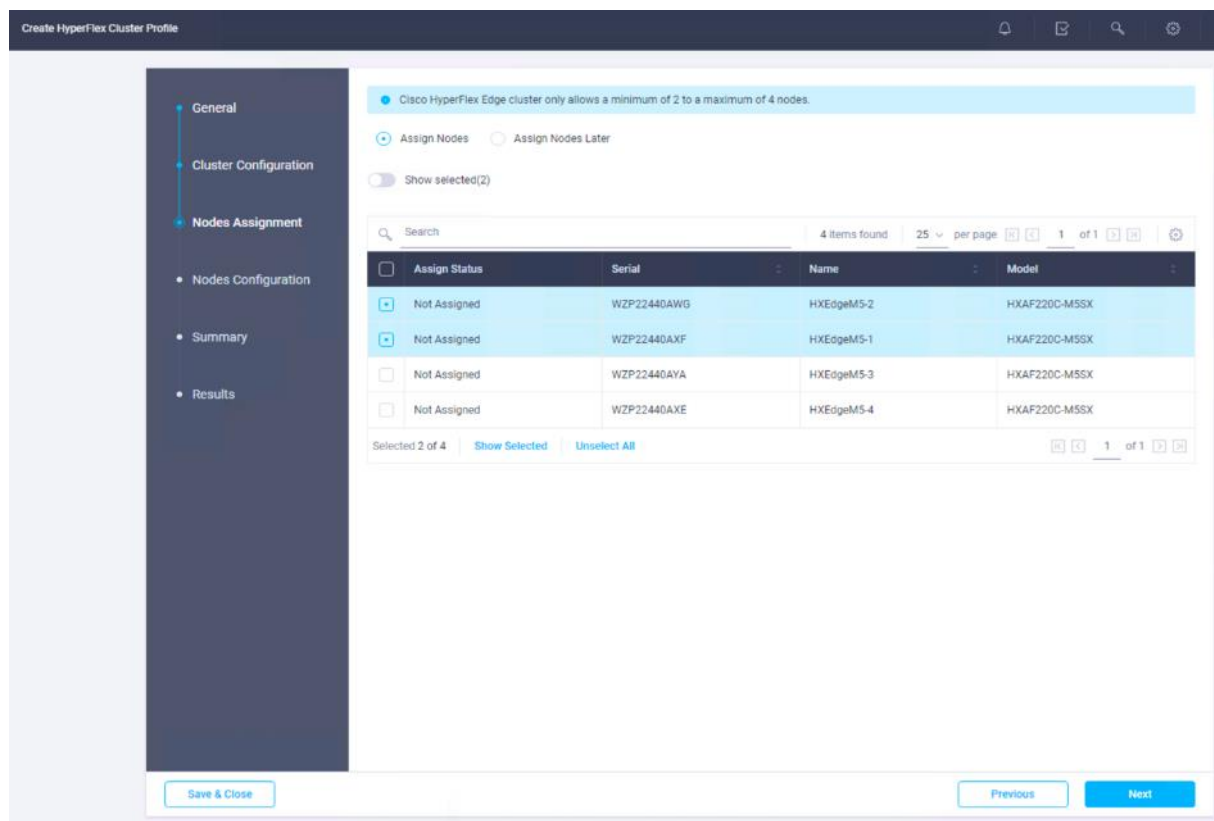 Create HyperFlex Cluster Profile
General
Cluster Configuration
Nodes Assignment
Nodes Configuration
Summary
Results
Cisco HyperFlex Edge cluster only allows a minimum of 2 to a maximum of 4 nodes.
Assign Nodes Assign Nodes Later
Show selected(2)
Search 4 items found 25 per page 1 of 1
Assign Status Serial Name Model
Not Assigned WZP22440AWG HXEdgeM5-2 HXAF220C-M5SX
Not Assigned WZP22440AXF HXEdgeM5-1 HXAF220C-M5SX
Not Assigned WZP22440AYA HXEdgeM5-3 HXAF220C-M5SX
Not Assigned WZP22440AXE HXEdgeM5-4 HXAF220C-M5SX
Selected 2 of 4 Show Selected Unselect All 1 of 1
Save & Close Previous Next